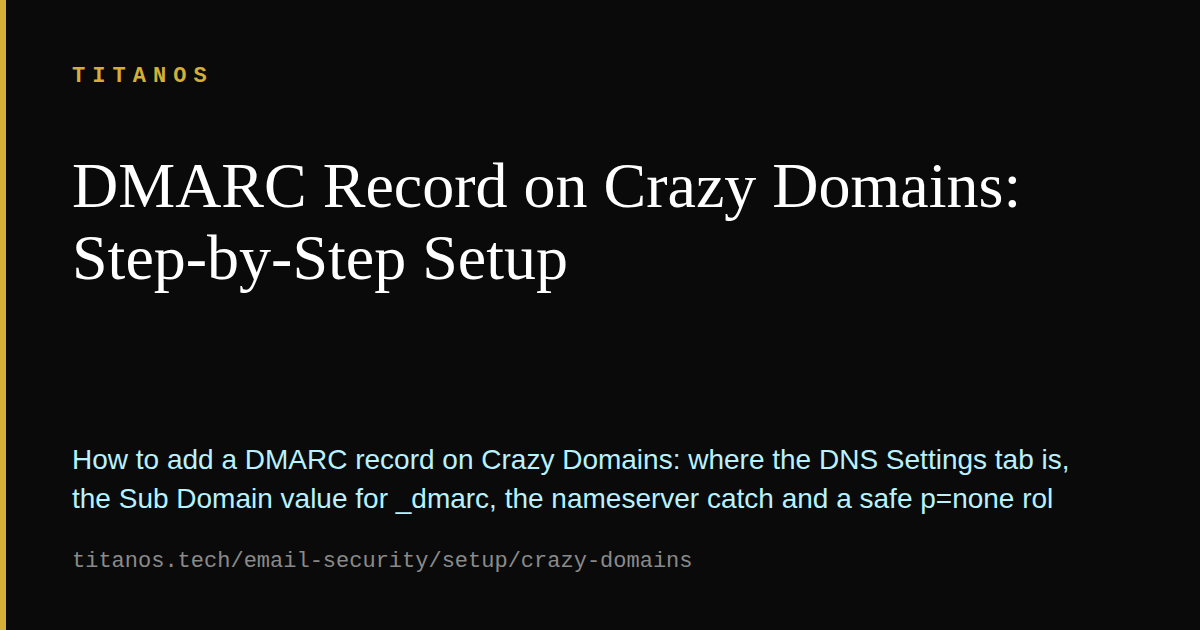 TITANOS
DMARC Record on Crazy Domains:
Step-by-Step Setup
How to add a DMARC record on Crazy Domains: where the DNS Settings tab is,
the Sub Domain value for _dmarc, the nameserver catch and a safe p=none rol
titanos.tech/email-security/setup/crazy-domains